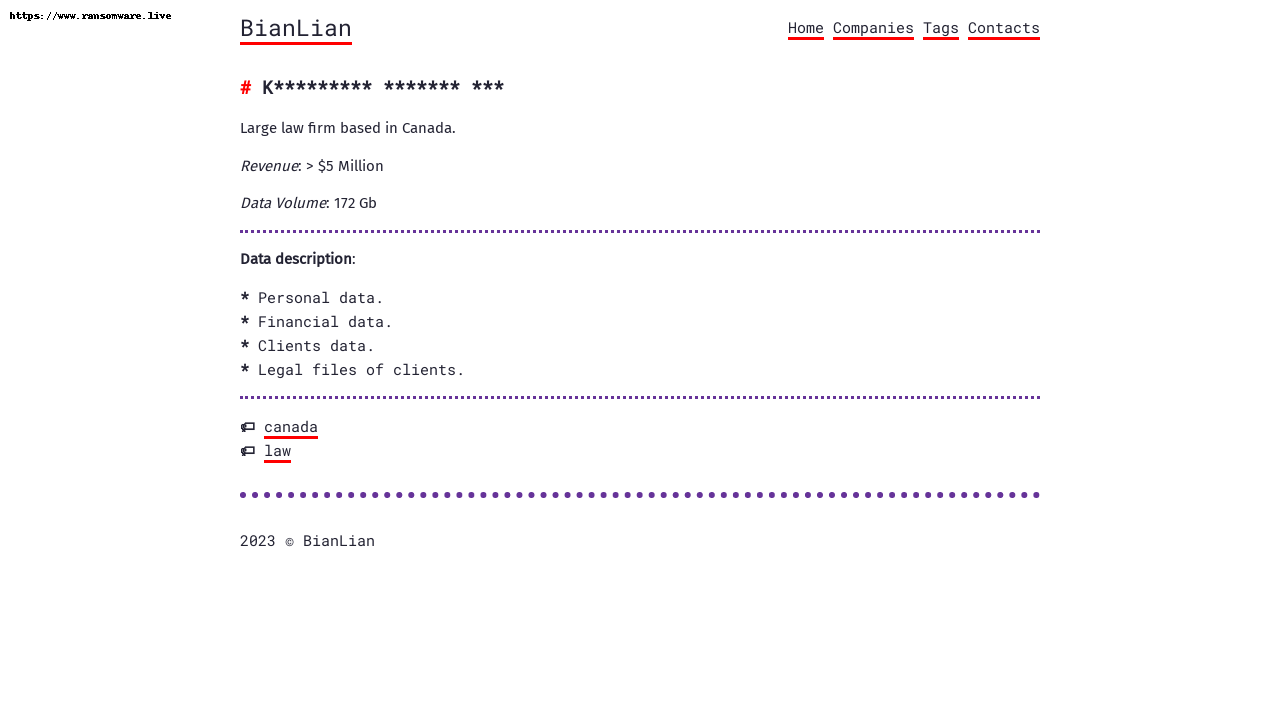 https://www.ransomware.live
BianLian
Home Companies Tags Contacts
# K********* ******* ***
Large law firm based in Canada.
Revenue: > $5 Million
Data Volume: 172 Gb
Data description:
* Personal data.
* Financial data.
* Clients data.
* Legal files of clients.
canada
law
2023 © BianLian